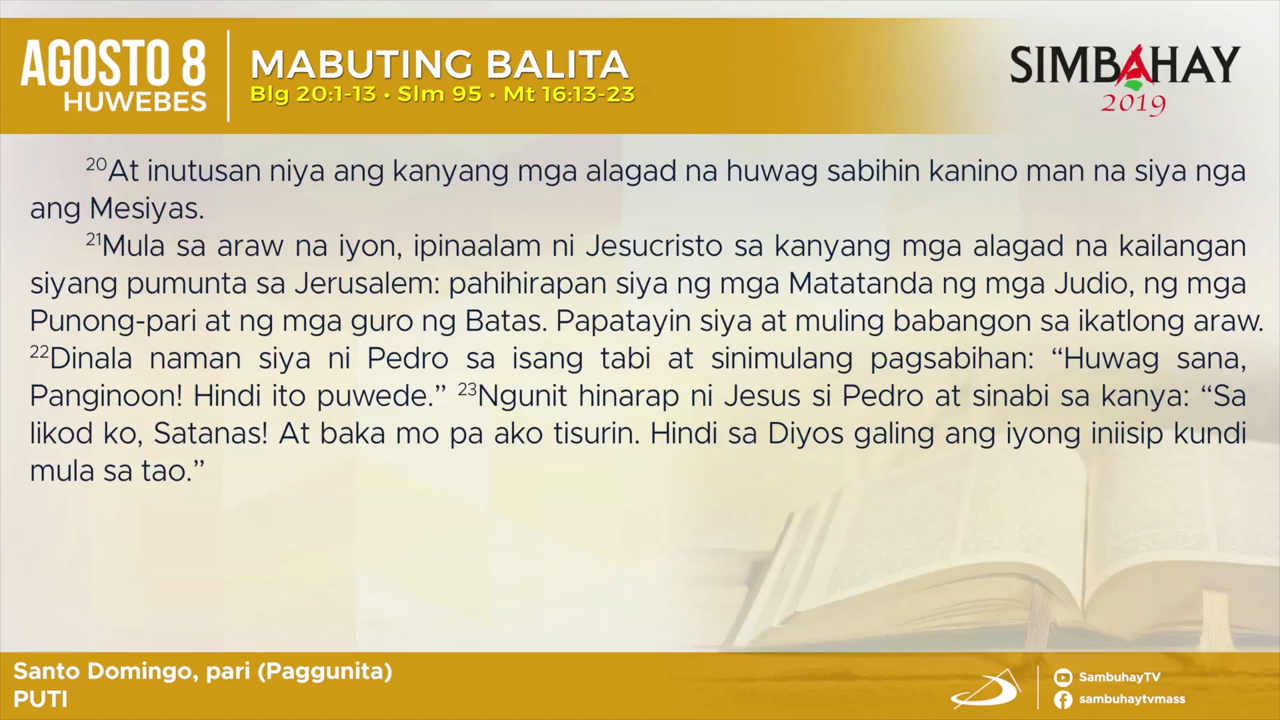 AGOSTO 8
HUWEBES
MABUTING BALITA
Blg 20:1-13 • Slm 95 • Mt 16:13-23
SIMBAHAY
2019
20At inutusan niya ang kanyang mga alagad na huwag sabihin kanino man na siya nga
ang Mesiyas.
21Mula sa araw na iyon, ipinaalam ni Jesucristo sa kanyang mga alagad na kailangan
siyang pumunta sa Jerusalem: pahihirapan siya ng mga Matatanda ng mga Judio, ng mga
Punong-pari at ng mga guro ng Batas. Papatayin siya at muling babangon sa ikatlong araw.
22Dinala naman siya ni Pedro sa isang tabi at sinimulang pagsabihan: “Huwag sana,
Panginoon! Hindi ito puwede.” 23Ngunit hinarap ni Jesus si Pedro at sinabi sa kanya: “Sa
likod ko, Satanas! At baka mo pa ako tisurin. Hindi sa Diyos galing ang iyong iniisip kundi
mula sa tao.”
Santo Domingo, pari (Paggunita)
PUTI
SambuhayTV
sambuhaytvmass